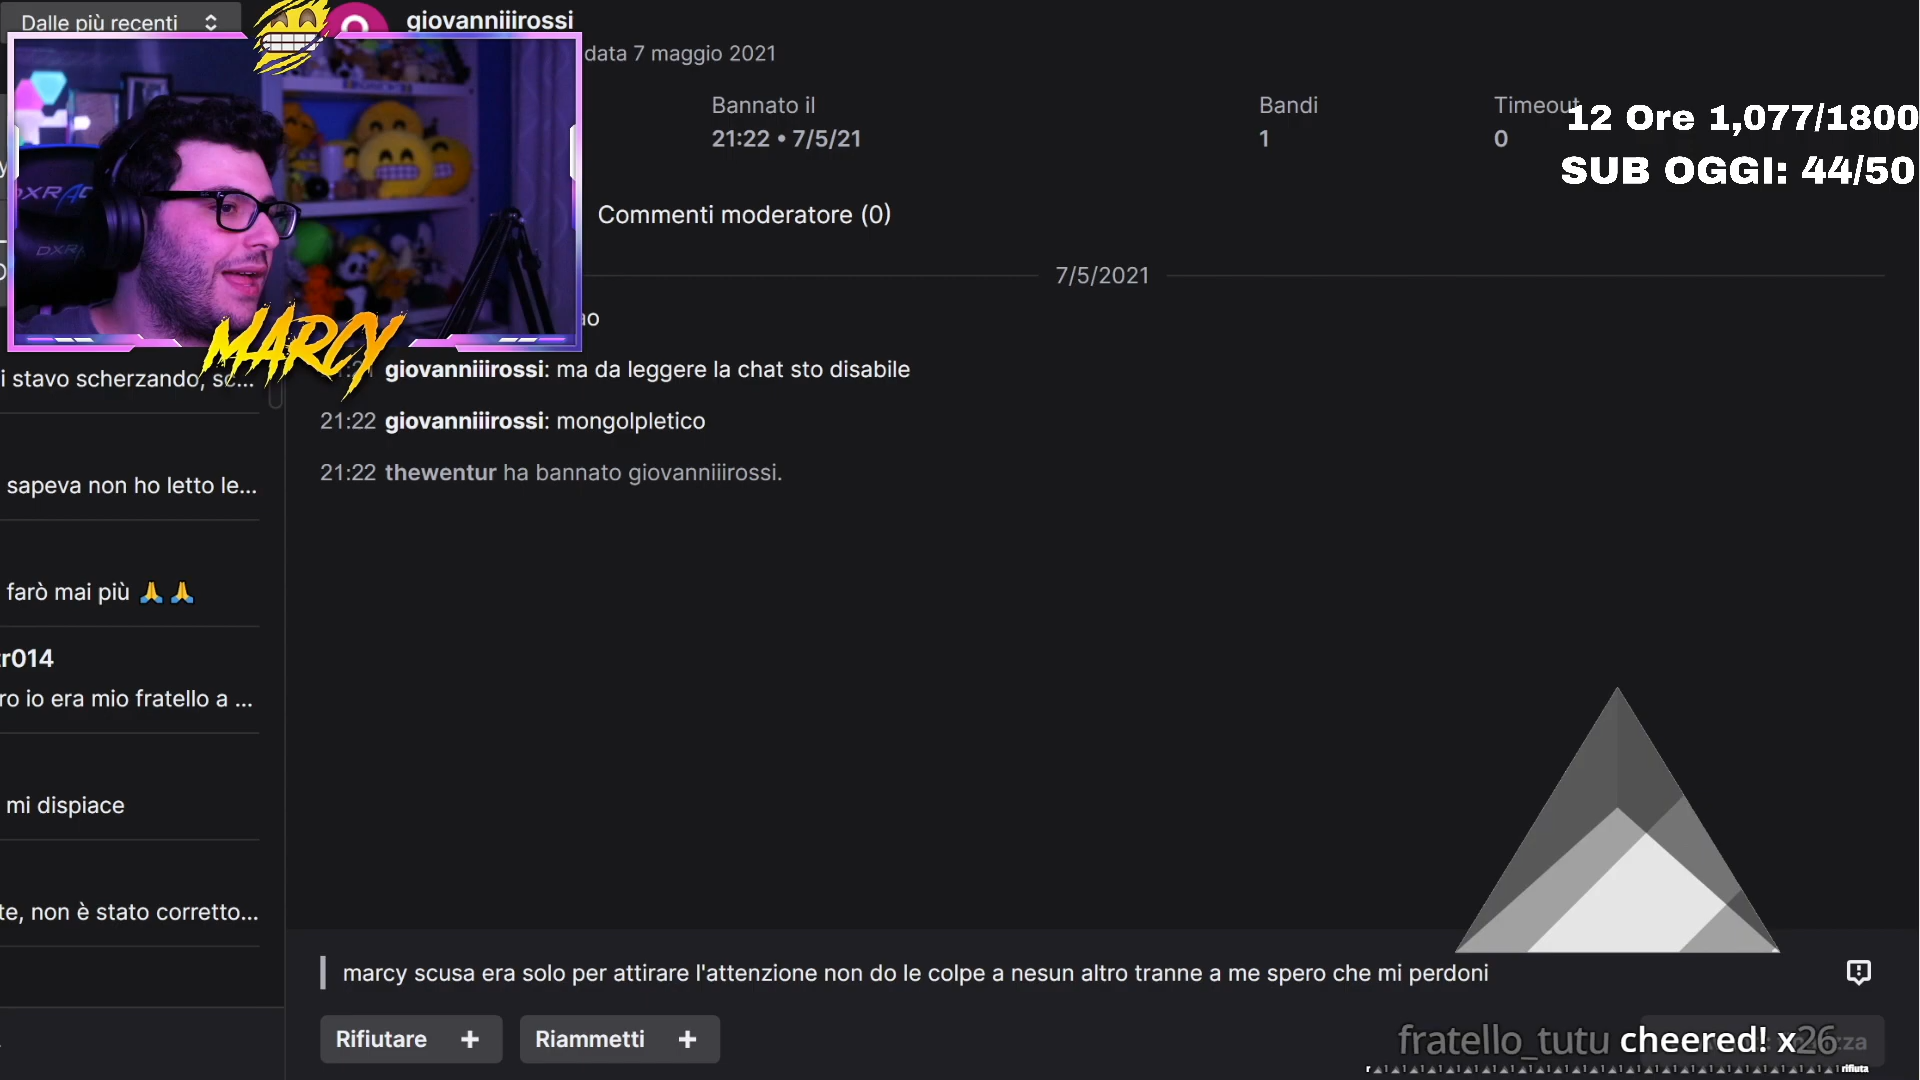 Dalle più recenti
giovanniiirossi
data 7 maggio 2021
Bannato il
21:22 • 7/5/21
Bandi
1
Timeout
0
12 Ore 1,077/1800
SUB OGGI: 44/50
Commenti moderatore (0)
7/5/2021
DXRA
MARCY
giovanniiirossi: ma da leggere la chat sto disabile
21:22 giovanniiirossi: mongolpletico
21:22 thewentur ha bannato giovanniiirossi.
i stavo scherzando, sc...
sapeva non ho letto le...
farò mai più 🙏 🙏
r014
ro io era mio fratello a ...
mi dispiace
te, non è stato corretto...
marcy scusa era solo per attirare l'attenzione non do le colpe a nesun altro tranne a me spero che mi perdoni
Rifiutare +
Riammetti +
fratello_tutu cheered! x26
rifiuta